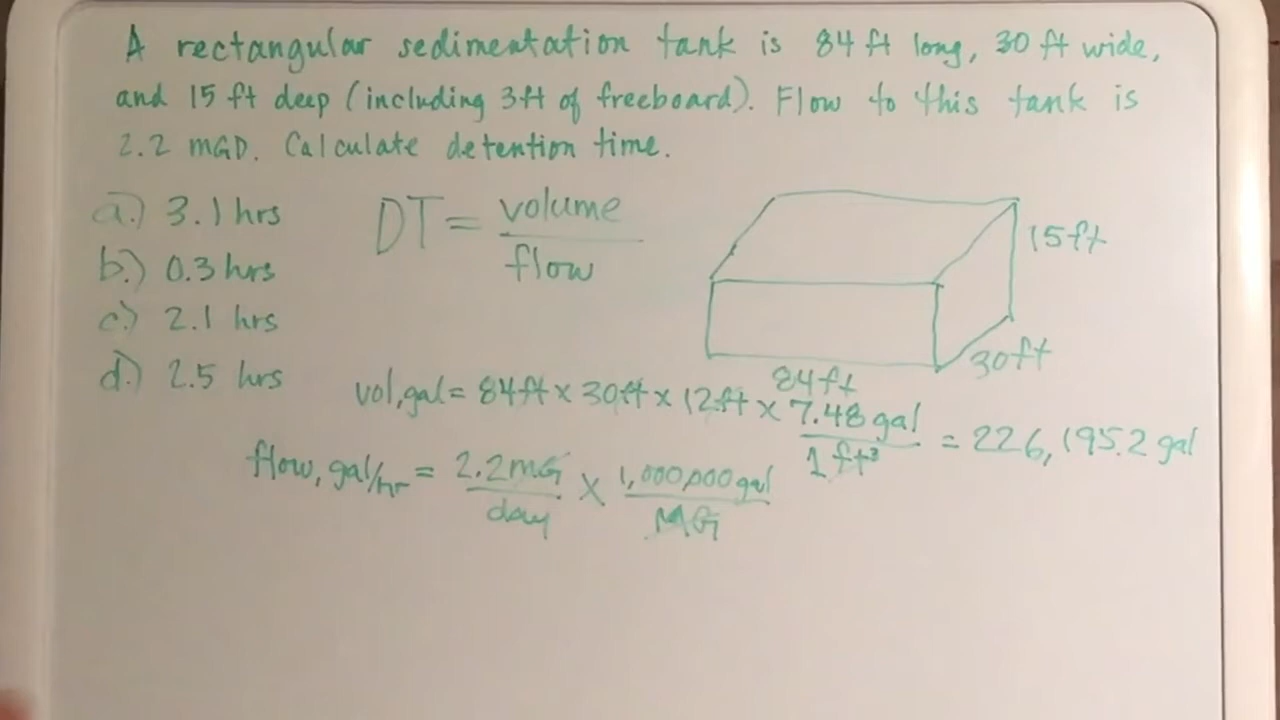 A rectangular sedimentation tank is 84 ft long, 30 ft wide,
and 15 ft deep (including 3ft of freeboard). Flow to this tank is
2.2 MGD. Calculate detention time.
a.) 3.1 hrs
b.) 0.3 hrs
c.) 2.1 hrs
d.) 2.5 hrs
DT = volume
flow
15ft
30ft
84ft
vol, gal = 84ft x 30ft x 12ft x 7.48 gal = 226,195.2 gal
1 ft³
flow, gal/hr = 2.2MG x 1,000,000 gal
day MG